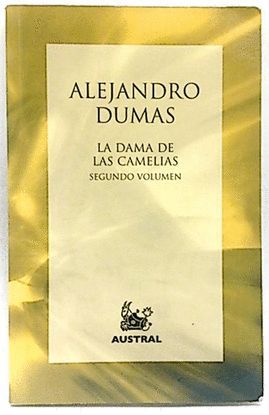 ALEJANDRO
DUMAS
LA DAMA DE
LAS CAMELIAS
SEGUNDO VOLUMEN
AUSTRAL